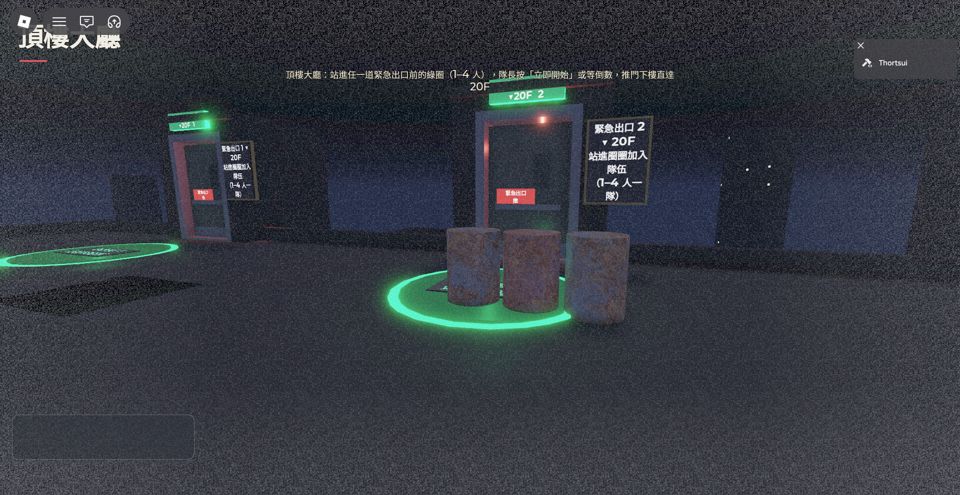 頂樓大廳
Thortsui
頂樓大廳：站進任一道緊急出口前的綠圈（1–4 人），隊長按「立即開始」或等倒數，推門下樓直達
20F
▾20F 1
緊急出口 1 ▾
20F
站進圈圈加入
隊伍
（1–4 人一
隊）
緊急出口
▾20F 2
緊急出口 2
▾ 20F
站進圈圈加入
隊伍
（1–4 人一
隊）
緊急出口